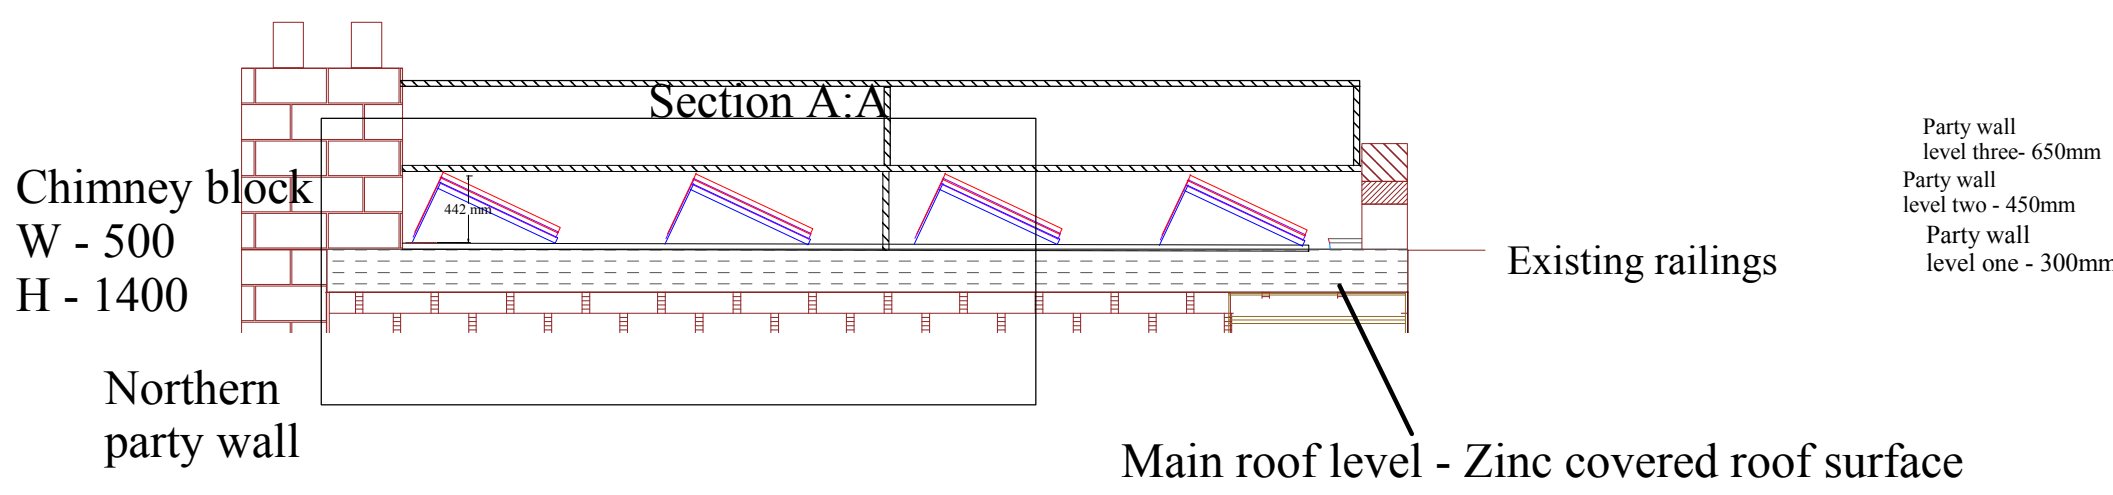 Section A:A
Party wall
level three- 650mm
Party wall
level two - 450mm
Party wall
level one - 300mm
Chimney block
W - 500
H - 1400
442 mm
Existing railings
Northern
party wall
Main roof level - Zinc covered roof surface